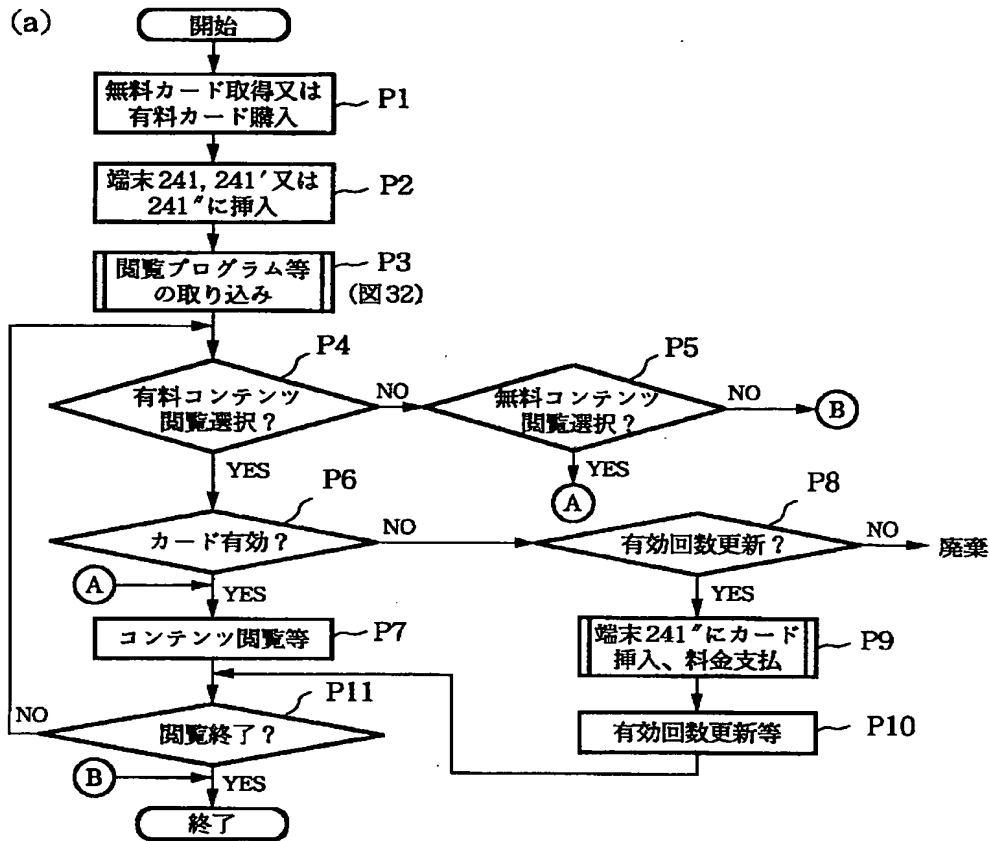 (a)
開始
無料カード取得又は
有料カード購入
P1
端末241, 241′又は
241″に挿入
P2
閲覧プログラム等
の取り込み
P3
(図32)
P4
有料コンテンツ
閲覧選択？
NO
YES
P5
無料コンテンツ
閲覧選択？
NO
B
YES
A
P6
カード有効？
NO
YES
P8
有効回数更新？
NO
廃棄
YES
A
コンテンツ閲覧等
P7
端末241″にカード
挿入、料金支払
P9
P11
閲覧終了？
NO
YES
有効回数更新等
P10
B
終了